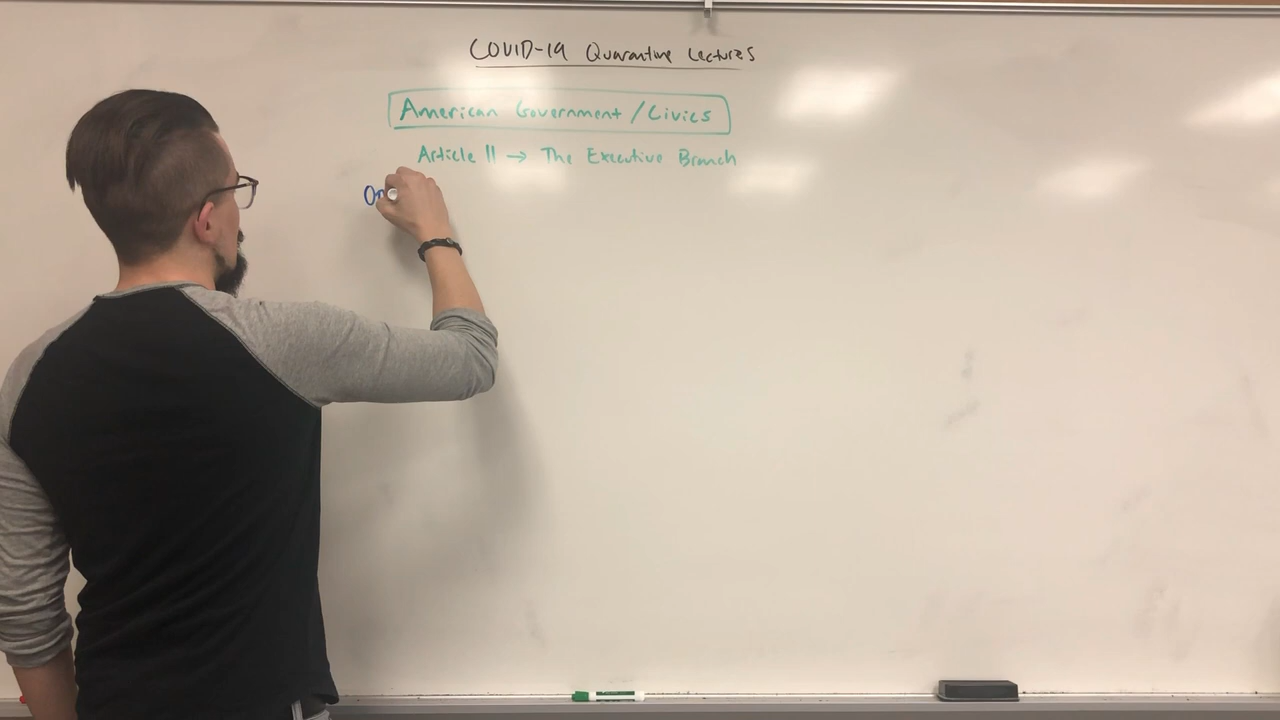 COVID-19 Quarantine Lectures
American Government/Civics
Article II → The Executive Branch